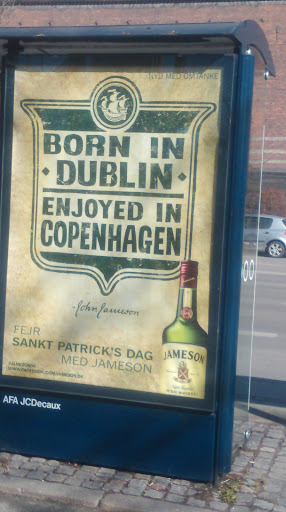 NYD MED OMTANKE
BORN IN
DUBLIN
ENJOYED IN
COPENHAGEN
John Jameson
FEJR
SANKT PATRICK'S DAG
MED JAMESON
JAMESON
AFA JCDecaux